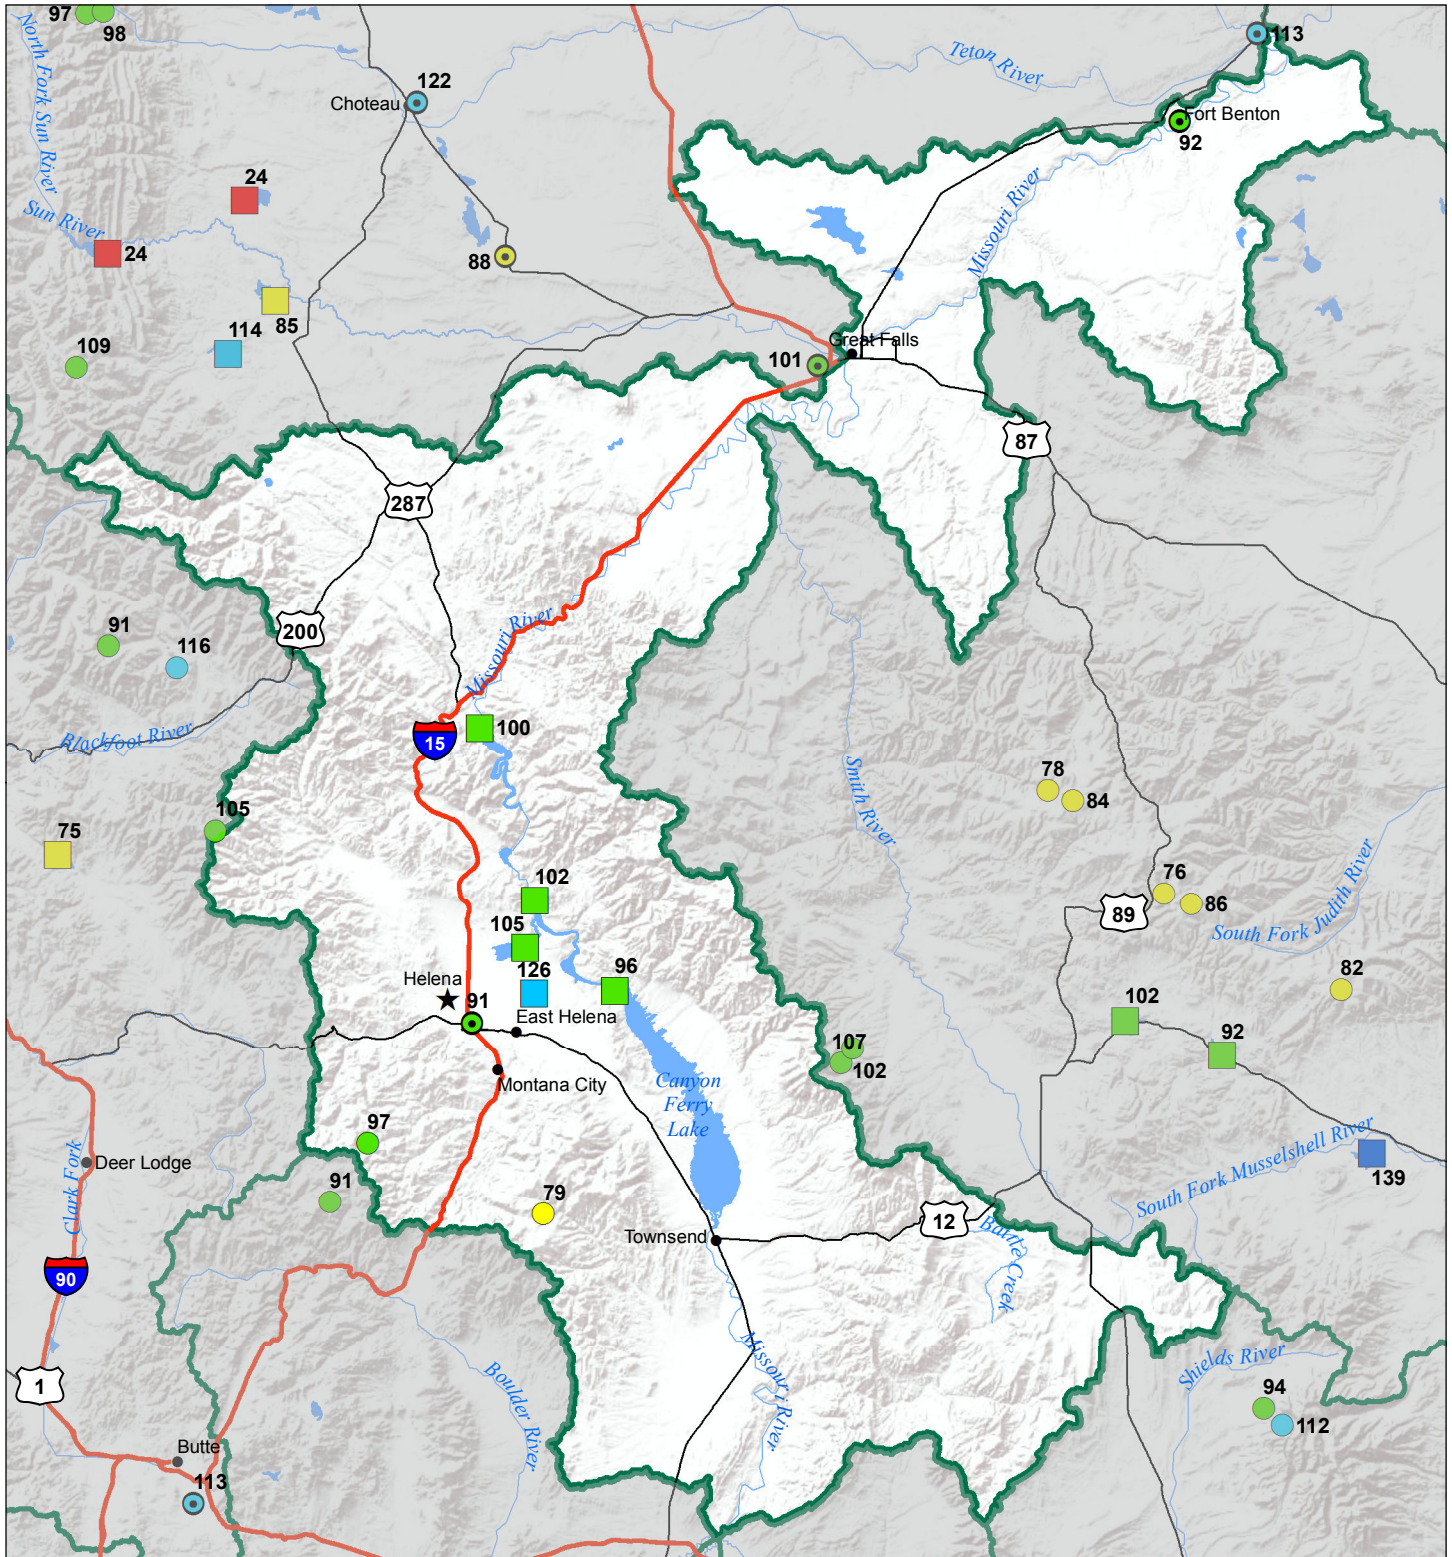 97
98
North Fork Sun River
Teton River
113
122
Choteau
Fort Benton
92
24
Sun River
24
Missouri River
88
85
114
109
Great Falls
101
87
287
91
116
200
Missouri River
Blackfoot River
100
15
Smith River
78
84
105
75
102
76
86
89
South Fork Judith River
105
126
96
82
Helena
91
East Helena
102
92
107
102
Montana City
Canyon
Ferry
Lake
97
Clark Fork
Deer Lodge
91
79
South Fork Musselshell River
139
Townsend
12
Battle Creek
90
Missouri River
Shields River
1
Boulder River
94
112
Butte
113